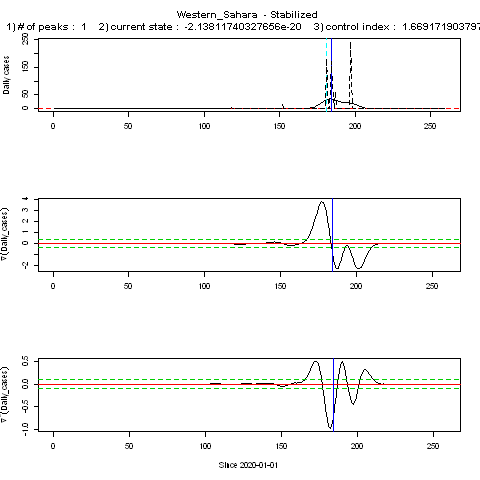 Western_Sahara - Stabilized
1) # of peaks : 1 2) current state : -2.13811740327656e-20 3) control index : 1.669171903797
Daily cases
250
150
50
0
0 50 100 150 200 250
∇(Daily_cases)
4
3
2
1
0
-2
0 50 100 150 200 250
∇²(Daily_cases)
0.5
0.0
-0.5
-1.0
0 50 100 150 200 250
Since 2020-01-01